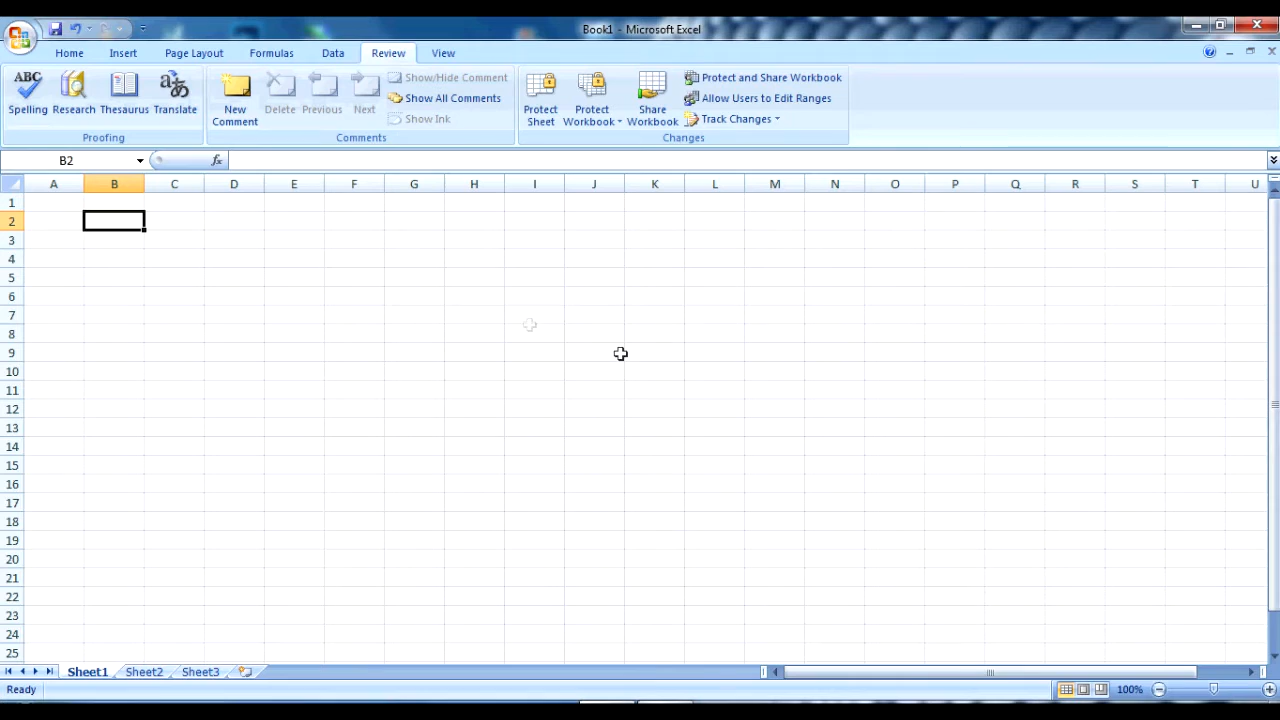 Book1 - Microsoft Excel
Home Insert Page Layout Formulas Data Review View
ABC
Spelling Research Thesaurus Translate
Proofing
New Comment Delete Previous Next
Show/Hide Comment
Show All Comments
Show Ink
Comments
Protect Sheet Protect Workbook Share Workbook
Protect and Share Workbook
Allow Users to Edit Ranges
Track Changes
Changes
B2 fx
A B C D E F G H I J K L M N O P Q R S T U
1
2
3
4
5
6
7
8
9
10
11
12
13
14
15
16
17
18
19
20
21
22
23
24
25
Sheet1 Sheet2 Sheet3
Ready 100%